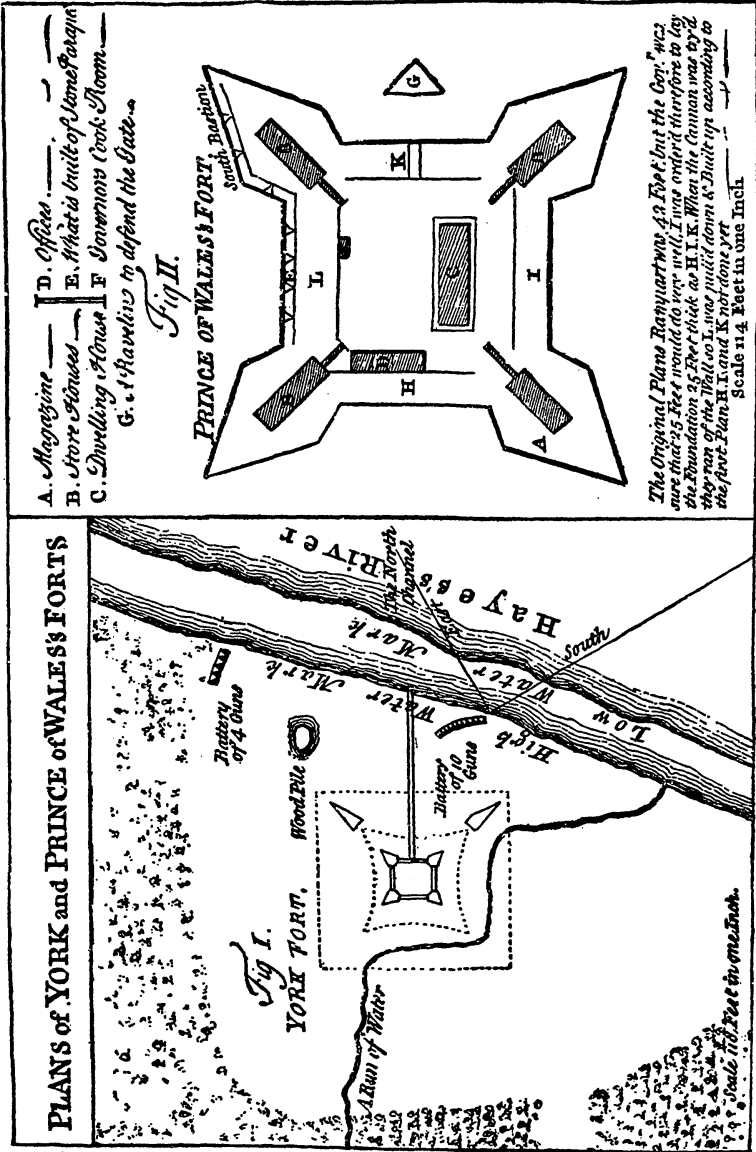 PLANS of YORK and PRINCE of WALES's FORTS
Fig I.
YORK FORT.
Wood Pile
Battery
of 4 Guns
Battery
of 10
Guns
A Run of Water
High Water Mark
Low Water Mark
The North
Channel
East
South
Hayes's River
Scale 110 Feet in one Inch.
A. Magazine
B. Store Houses
C. Dwelling House
D. Offices
E. What is built of Stone Parapit
F Governors Cook Room
G. A Raveling to defend the Gate
Fig II.
PRINCE OF WALES's FORT.
South Bastion
B
B
B
B
A
C
D
E
G
H
I
K
L
The Original Plans Rampart was 42 Feet, but the Gov.r was
sure that 25 Feet would do very well, I was order'd therefore to lay
the Foundation 25 Feet thick as H.I.K. When the Cannon was try'd
they ran of the Wall so L was pull'd down & Built up according to
the first Plan H.I. and K not done yet
Scale 114 Feet in one Inch